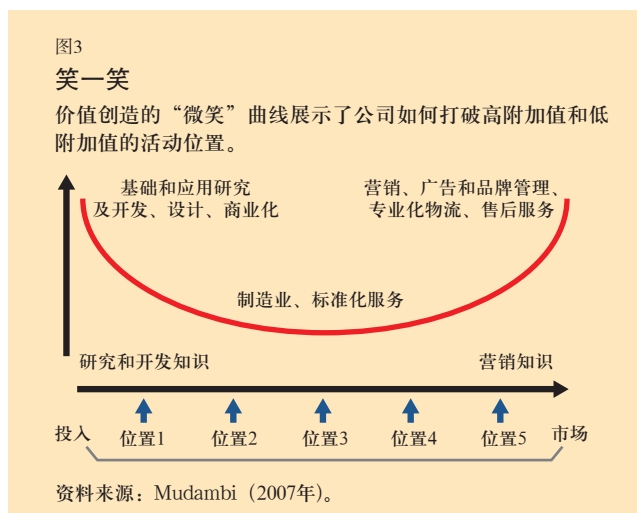 图3
笑一笑
价值创造的“微笑”曲线展示了公司如何打破高附加值和低
附加值的活动位置。
基础和应用研究
及开发、设计、商业化
营销、广告和品牌管理、
专业化物流、售后服务
制造业、标准化服务
研究和开发知识
营销知识
投入
位置1
位置2
位置3
位置4
位置5
市场
资料来源：Mudambi（2007年）。